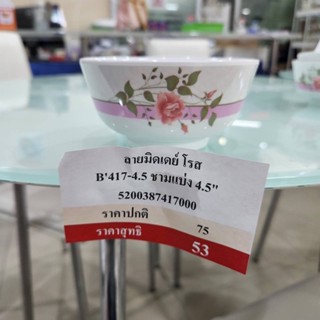 ลายมิดเดย์ โรส
B'417-4.5 ชามแบ่ง 4.5"
5200387417000
ราคาปกติ 75
ราคาสุทธิ 53